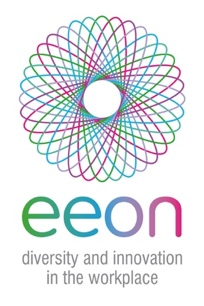 eeon
diversity and innovation
in the workplace